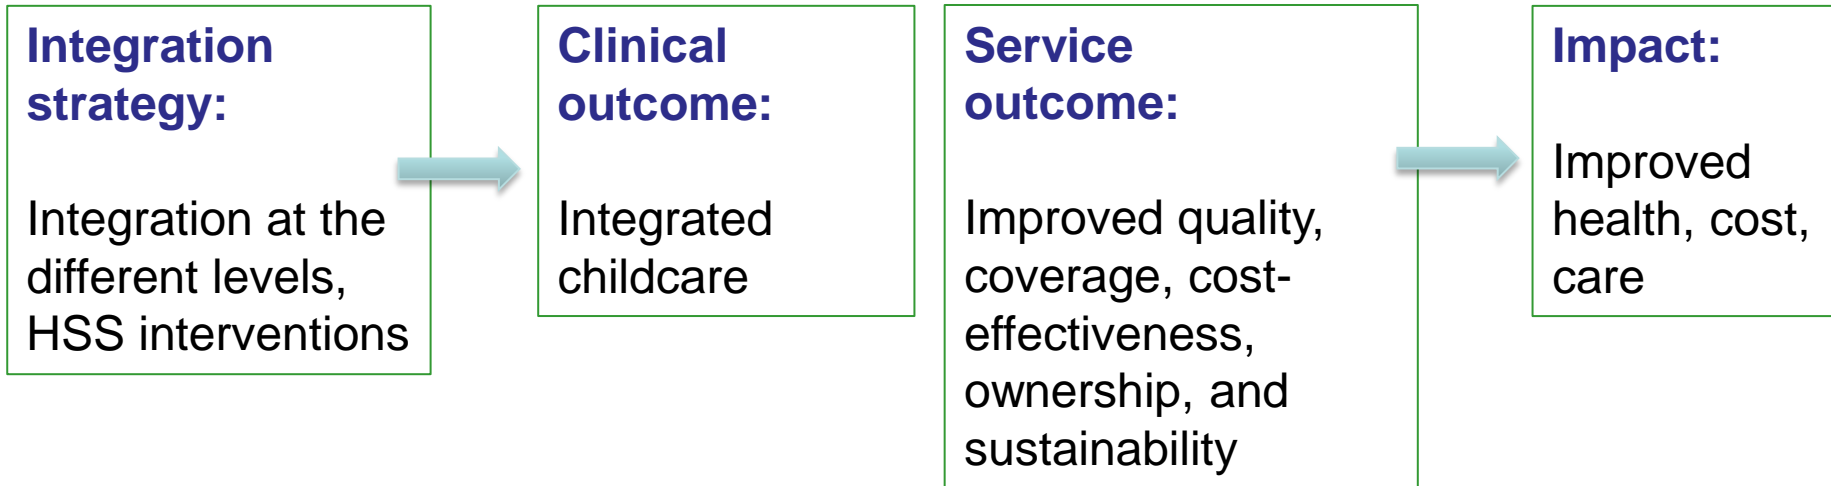 Integration
strategy:
Integration at the
different levels,
HSS interventions
Clinical
outcome:
Integrated
childcare
Service
outcome:
Improved quality,
coverage, cost-
effectiveness,
ownership, and
sustainability
Impact:
Improved
health, cost,
care